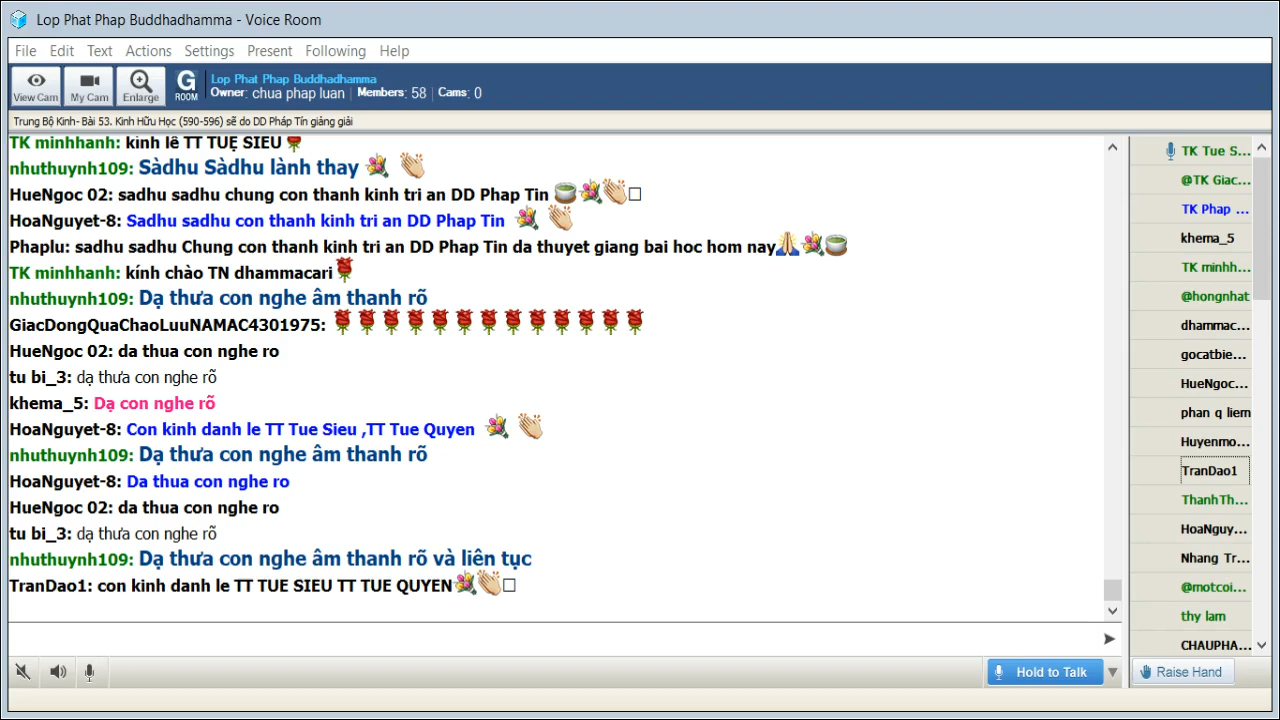 Lop Phat Phap Buddhadhamma - Voice Room
File Edit Text Actions Settings Present Following Help
View Cam My Cam Enlarge G ROOM
Lop Phat Phap Buddhadhamma
Owner: chua phap luan Members: 58 Cams: 0
Trung Bộ Kinh- Bài 53. Kinh Hữu Học (590-596) sẽ do DD Pháp Tín giảng giải
TK minhhanh: kính lễ TT TUỆ SIEU
nhuthuynh109: Sàdhu Sàdhu lành thay
HueNgoc 02: sadhu sadhu chung con thanh kinh tri an DD Phap Tin
HoaNguyet-8: Sadhu sadhu con thanh kinh tri an DD Phap Tin
Phaplu: sadhu sadhu Chung con thanh kinh tri an DD Phap Tin da thuyet giang bai hoc hom nay
TK minhhanh: kính chào TN dhammacari
nhuthuynh109: Dạ thưa con nghe âm thanh rõ
GiacDongQuaChaoLuuNAMAC4301975:
HueNgoc 02: da thua con nghe ro
tu bi_3: dạ thưa con nghe rõ
khema_5: Dạ con nghe rõ
HoaNguyet-8: Con kinh danh le TT Tue Sieu ,TT Tue Quyen
nhuthuynh109: Dạ thưa con nghe âm thanh rõ
HoaNguyet-8: Da thua con nghe ro
HueNgoc 02: da thua con nghe ro
tu bi_3: dạ thưa con nghe rõ
nhuthuynh109: Dạ thưa con nghe âm thanh rõ và liên tục
TranDao1: con kinh danh le TT TUE SIEU TT TUE QUYEN
TK Tue S...
@TK Giac...
TK Phap ...
khema_5
TK minhh...
@hongnhat
dhammac...
gocatbie...
HueNgoc...
phan q liem
Huyenmo...
TranDao1
ThanhTh...
HoaNguy...
Nhang Tr...
@motcoi...
thy lam
CHAUPHA...
Hold to Talk
Raise Hand